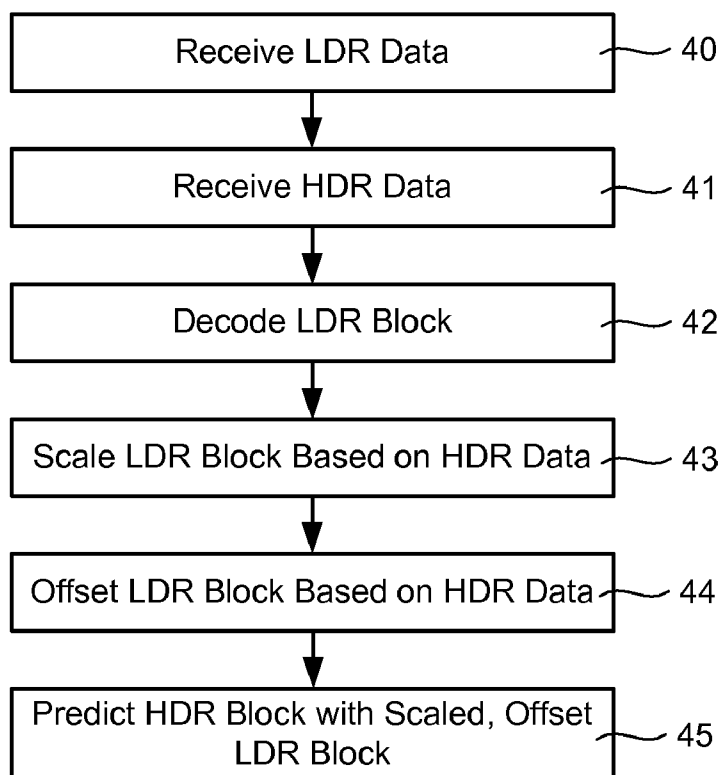 Receive LDR Data
40
Receive HDR Data
41
Decode LDR Block
42
Scale LDR Block Based on HDR Data
43
Offset LDR Block Based on HDR Data
44
Predict HDR Block with Scaled, Offset
LDR Block
45